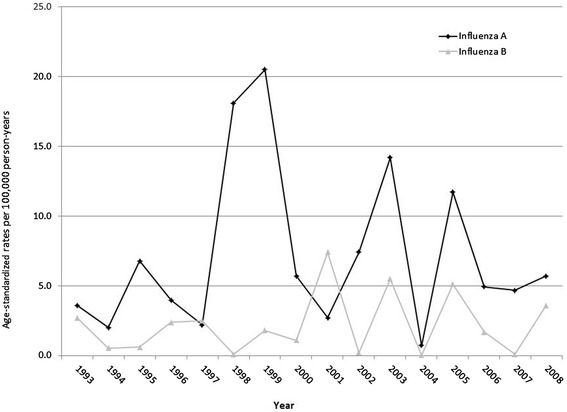 25.0
Influenza A
Influenza B
20.0
15.0
10.0
5.0
0.0
Age-standardized rates per 100,000 person-years
1993 1994 1995 1996 1997 1998 1999 2000 2001 2002 2003 2004 2005 2006 2007 2008
Year